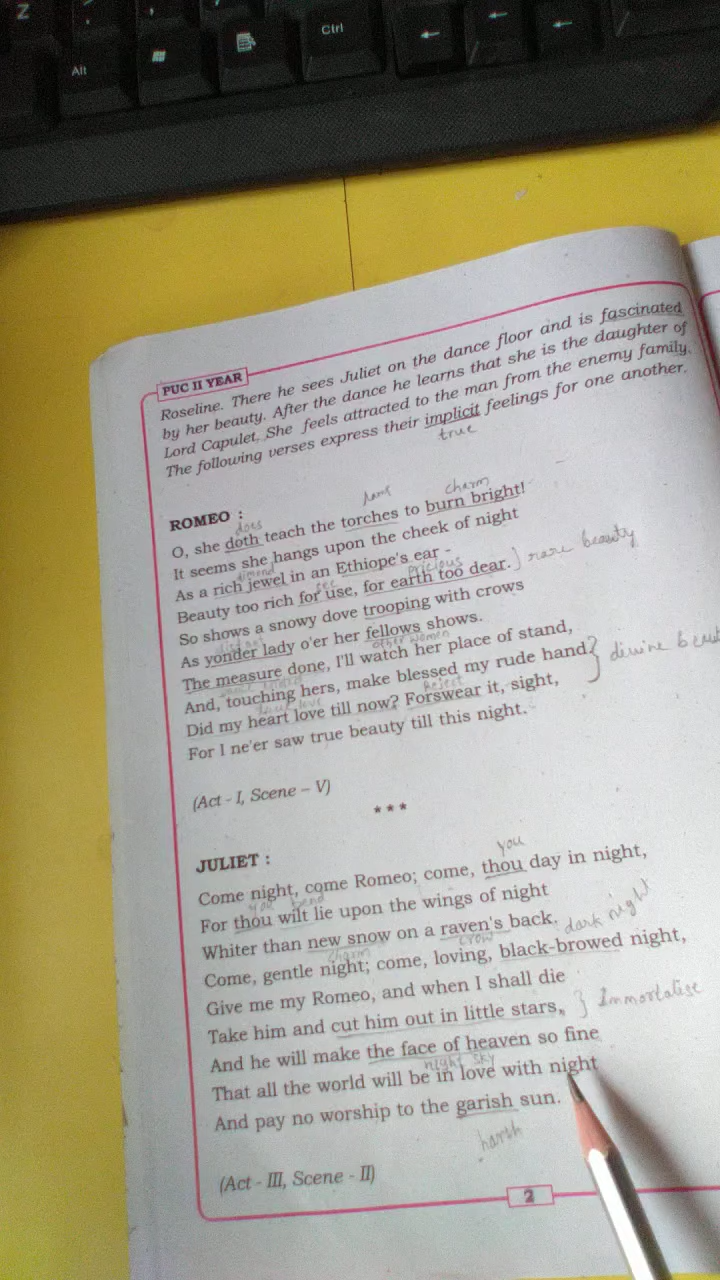 Z
Ctrl
Alt
PUC II YEAR
Roseline. There he sees Juliet on the dance floor and is fascinated
by her beauty. After the dance he learns that she is the daughter of
Lord Capulet. She feels attracted to the man from the enemy family.
The following verses express their implicit feelings for one another.
true
ROMEO :
does charm
O, she doth teach the torches to burn bright!
It seems she hangs upon the cheek of night
As a rich jewel in an Ethiope's ear -
dimond see pricious
Beauty too rich for use, for earth too dear. rare beauty
So shows a snowy dove trooping with crows
As yonder lady o'er her fellows shows.
distant other women
The measure done, I'll watch her place of stand,
And, touching hers, make blessed my rude hand? divine
true love Reject
Did my heart love till now? Forswear it, sight,
For I ne'er saw true beauty till this night.
(Act - I, Scene – V)
***
JULIET :
you
Come night, come Romeo; come, thou day in night,
you bend
For thou wilt lie upon the wings of night
Whiter than new snow on a raven's back. dark night
charm crow
Come, gentle night; come, loving, black-browed night,
Give me my Romeo, and when I shall die
Take him and cut him out in little stars, Immortalise
And he will make the face of heaven so fine
night sky
That all the world will be in love with night
And pay no worship to the garish sun.
harsh
(Act - III, Scene - II)
2